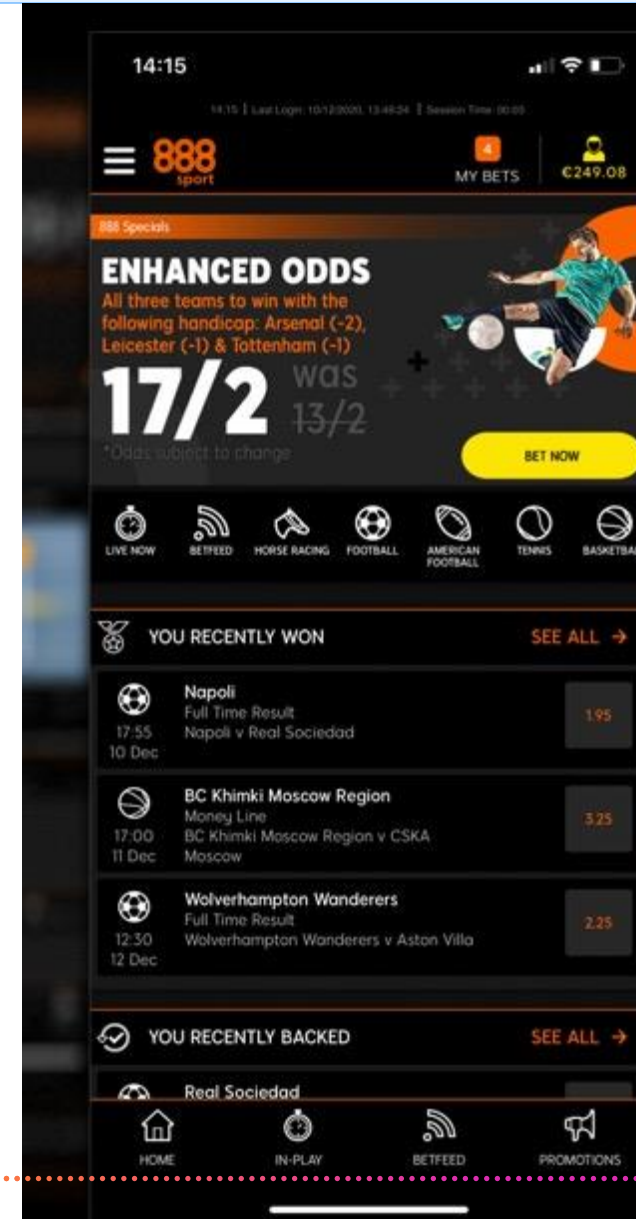 14:15
14:15 | Last Login: 10/12/2020, 13:49:34 | Session Time: 00:05
888
sport
4
MY BETS
€249.08
888 Specials
ENHANCED ODDS
All three teams to win with the
following handicap: Arsenal (-2),
Leicester (-1) & Tottenham (-1)
17/2 was
13/2
*Odds subject to change
BET NOW
LIVE NOW
BETFEED
HORSE RACING
FOOTBALL
AMERICAN
FOOTBALL
TENNIS
BASKETBA
YOU RECENTLY WON
SEE ALL →
Napoli
Full Time Result
Napoli v Real Sociedad
17:55
10 Dec
1.95
BC Khimki Moscow Region
Money Line
BC Khimki Moscow Region v CSKA
Moscow
17:00
11 Dec
3.25
Wolverhampton Wanderers
Full Time Result
Wolverhampton Wanderers v Aston Villa
12:30
12 Dec
2.25
YOU RECENTLY BACKED
SEE ALL →
Real Sociedad
HOME
IN-PLAY
BETFEED
PROMOTIONS